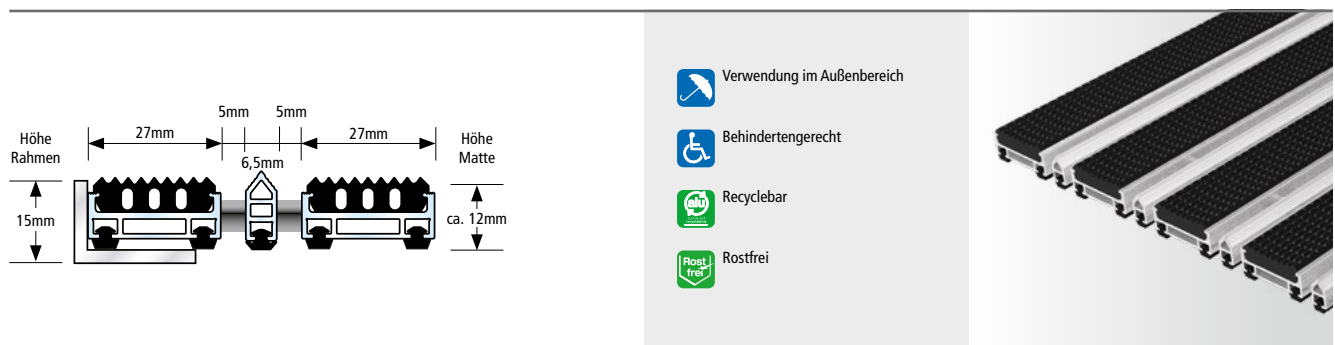 5mm 5mm
27mm 27mm
Höhe
Rahmen
Höhe
Matte
6,5mm
15mm
ca. 12mm
Verwendung im Außenbereich
Behindertengerecht
alu
Recyclebar
Rost
frei
Rostfrei